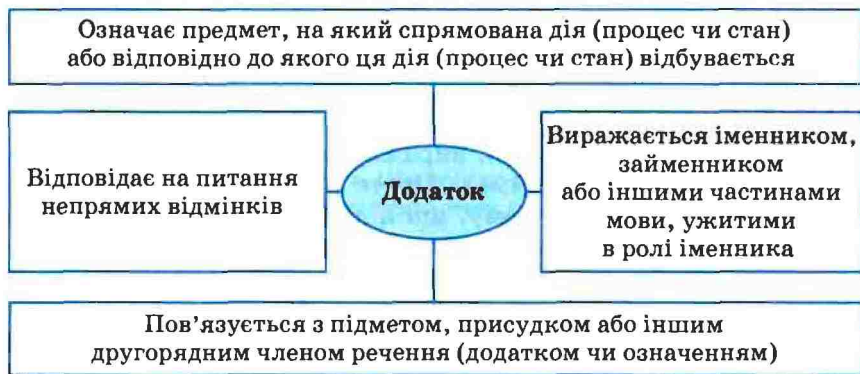 Означає предмет, на який спрямована дія (процес чи стан)
або відповідно до якого ця дія (процес чи стан) відбувається
Відповідає на питання
непрямих відмінків
Додаток
Виражається іменником,
займенником
або іншими частинами
мови, ужитими
в ролі іменника
Пов’язується з підметом, присудком або іншим
другорядним членом речення (додатком чи означенням)